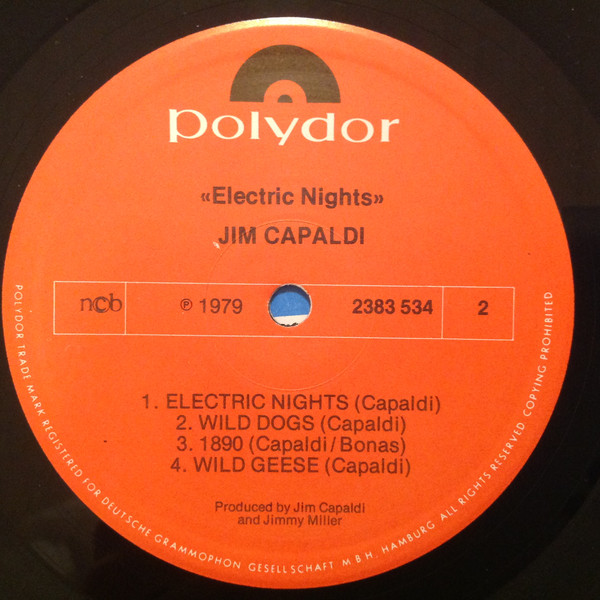 polydor
«Electric Nights»
JIM CAPALDI
ncb
℗ 1979
2383 534
2
1. ELECTRIC NIGHTS (Capaldi)
2. WILD DOGS (Capaldi)
3. 1890 (Capaldi/Bonas)
4. WILD GEESE (Capaldi)
Produced by Jim Capaldi
and Jimmy Miller
POLYDOR TRADE MARK REGISTERED FOR DEUTSCHE GRAMMOPHON GESELLSCHAFT M.B.H. HAMBURG ALL RIGHTS RESERVED COPYING PROHIBITED